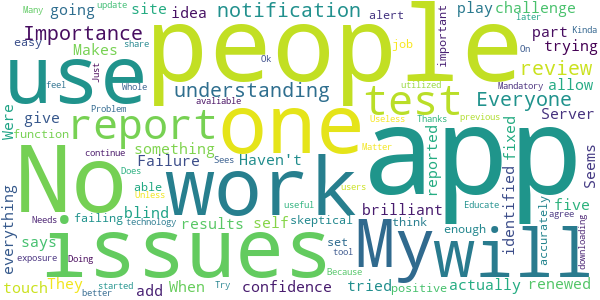 Many update site idea notification alert play challenge
easy going later
Importance share job important part trying Kinda
Makes Just On
use people
Ok Whole feel understanding review
test Everyone allow
Problem avaliable utilized Mandatory
Were give report one Useless Thanks previous Server
function something Matter
No work app
Failure Haven't reported identified fixed Seems
continue Does Sees Unless
able brilliant
everything Needs failing blind technology results self useful users skeptical Educate five agree
issues My will
says set tool think enough accurately downloading
exposure Doing Because
touch They started When Try tried positive actually renewed
better add confidence